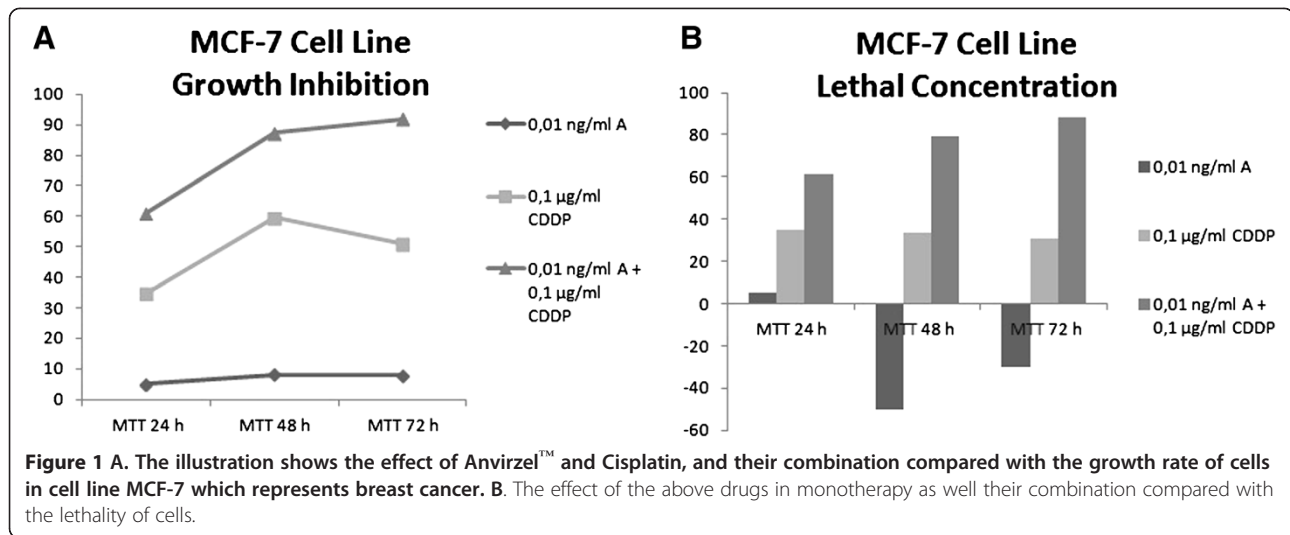 A
MCF-7 Cell Line
Growth Inhibition
100
90
80
70
60
50
40
30
20
10
0
MTT 24 h
MTT 48 h
MTT 72 h
0,01 ng/ml A
0,1 µg/ml
CDDP
0,01 ng/ml A +
0,1 µg/ml
CDDP
B
MCF-7 Cell Line
Lethal Concentration
100
80
60
40
20
0
-20
-40
-60
MTT 24 h
MTT 48 h
MTT 72 h
0,01 ng/ml A
0,1 µg/ml CDDP
0,01 ng/ml A +
0,1 µg/ml CDDP
Figure 1 A. The illustration shows the effect of Anvirzel™ and Cisplatin, and their combination compared with the growth rate of cells
in cell line MCF-7 which represents breast cancer. B. The effect of the above drugs in monotherapy as well their combination compared with
the lethality of cells.